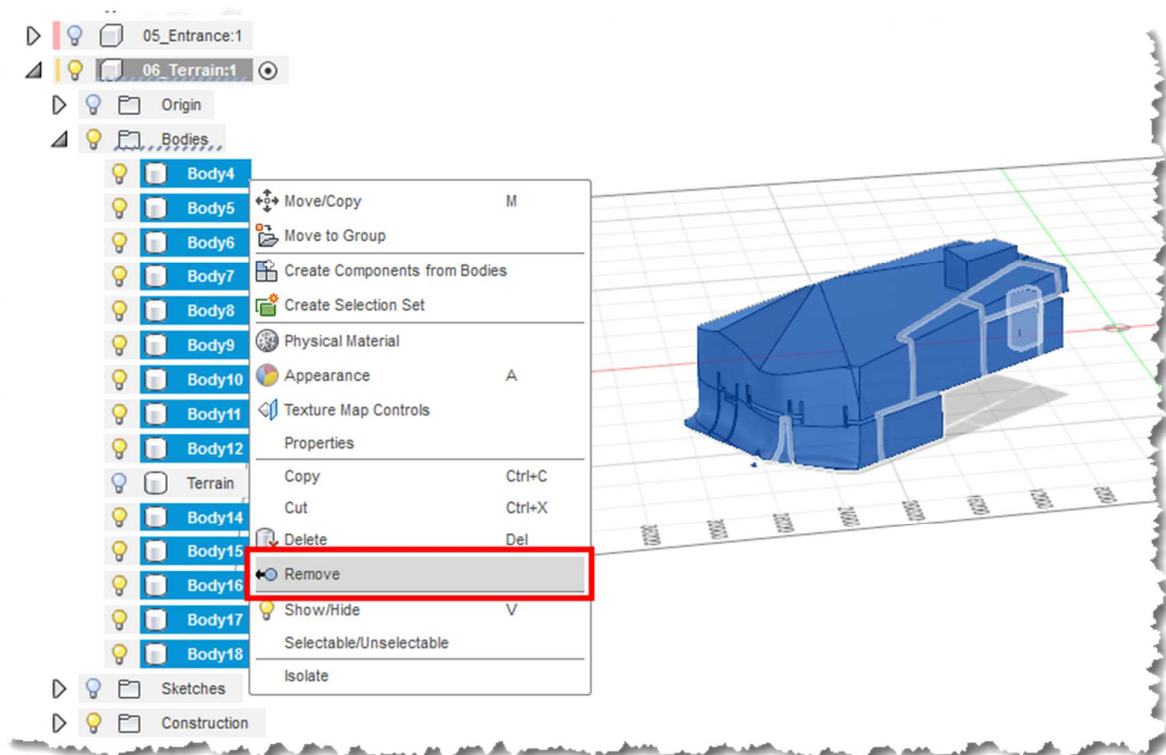 05_Entrance:1
06_Terrain:1
Origin
Bodies
Body4
Body5
Body6
Body7
Body8
Body9
Body10
Body11
Body12
Terrain
Body14
Body15
Body16
Body17
Body18
Sketches
Construction
Move/Copy M
Move to Group
Create Components from Bodies
Create Selection Set
Physical Material
Appearance A
Texture Map Controls
Properties
Copy Ctrl+C
Cut Ctrl+X
Delete Del
Remove
Show/Hide V
Selectable/Unselectable
Isolate